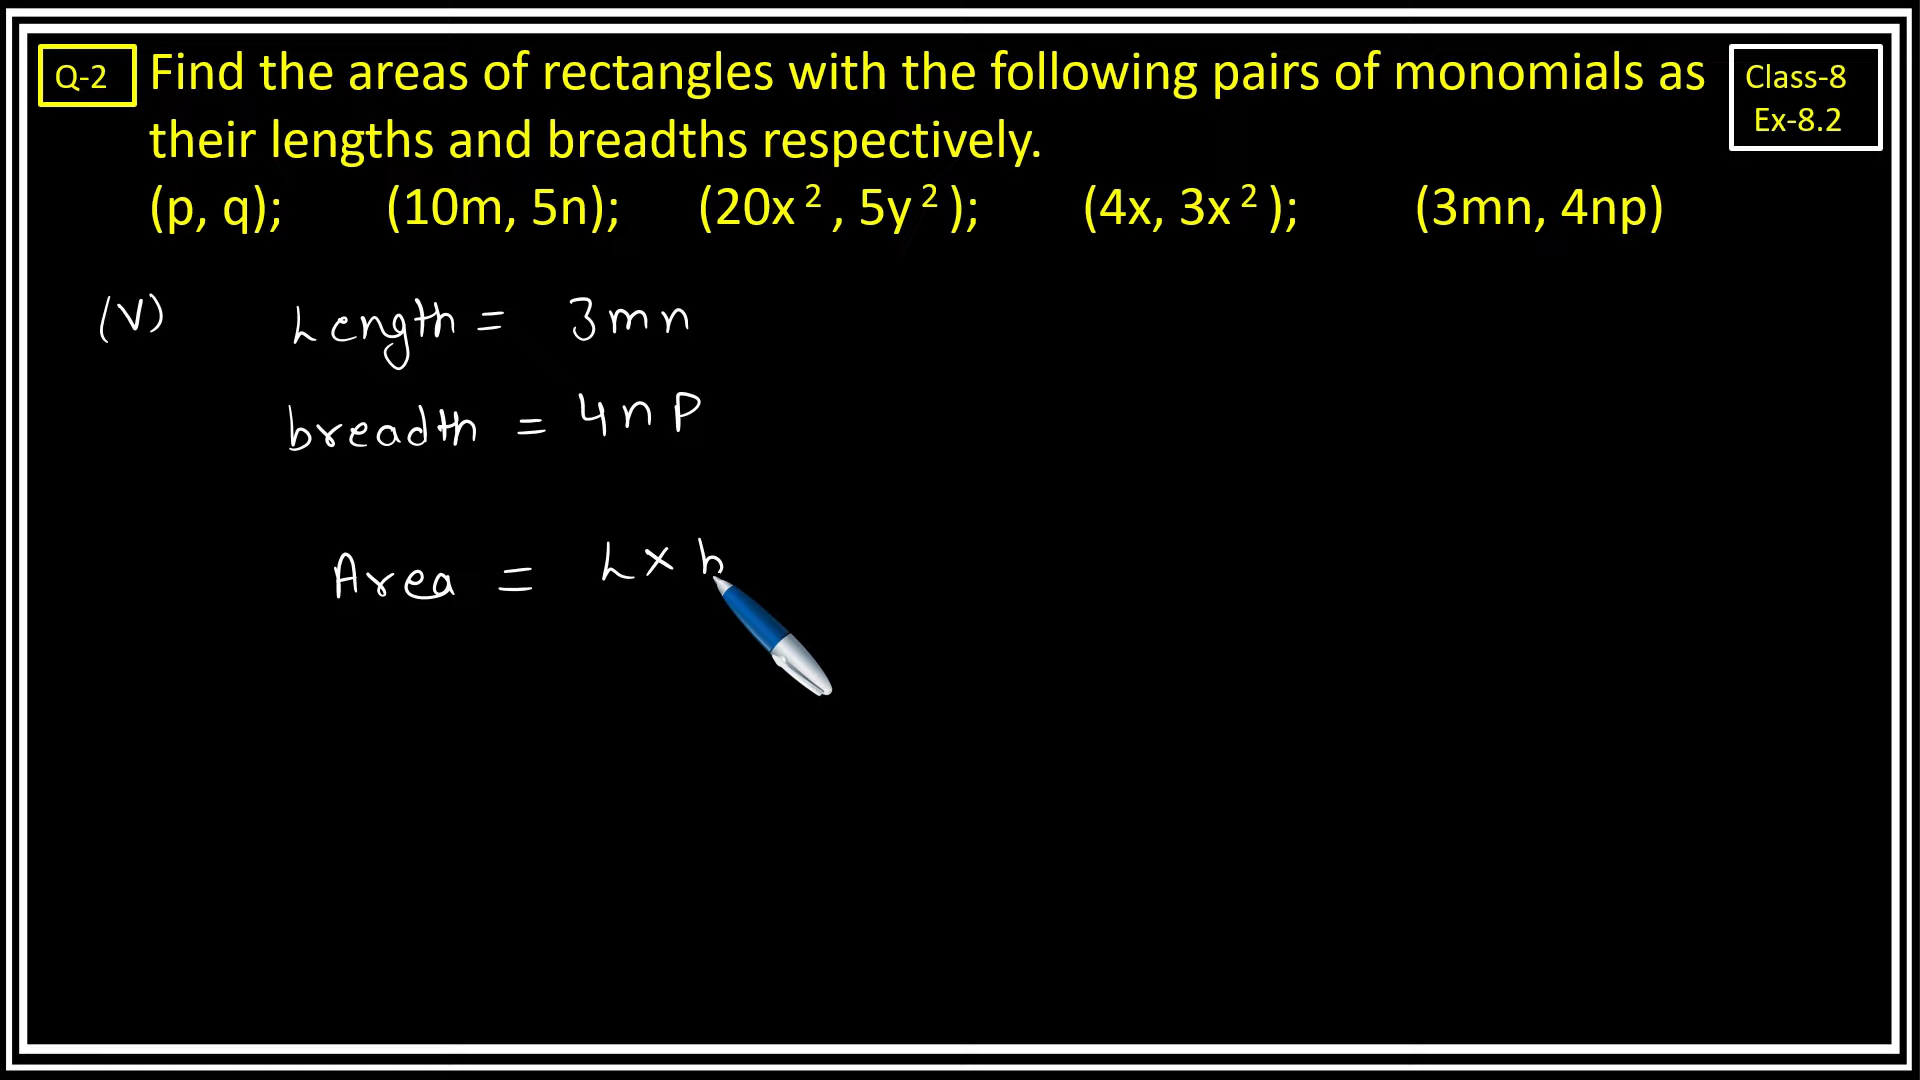 Q-2
Find the areas of rectangles with the following pairs of monomials as
their lengths and breadths respectively.
(p, q); (10m, 5n); (20x², 5y²); (4x, 3x²); (3mn, 4np)
Class-8
Ex-8.2
(V) Length = 3mn
breadth = 4np
Area = L × b